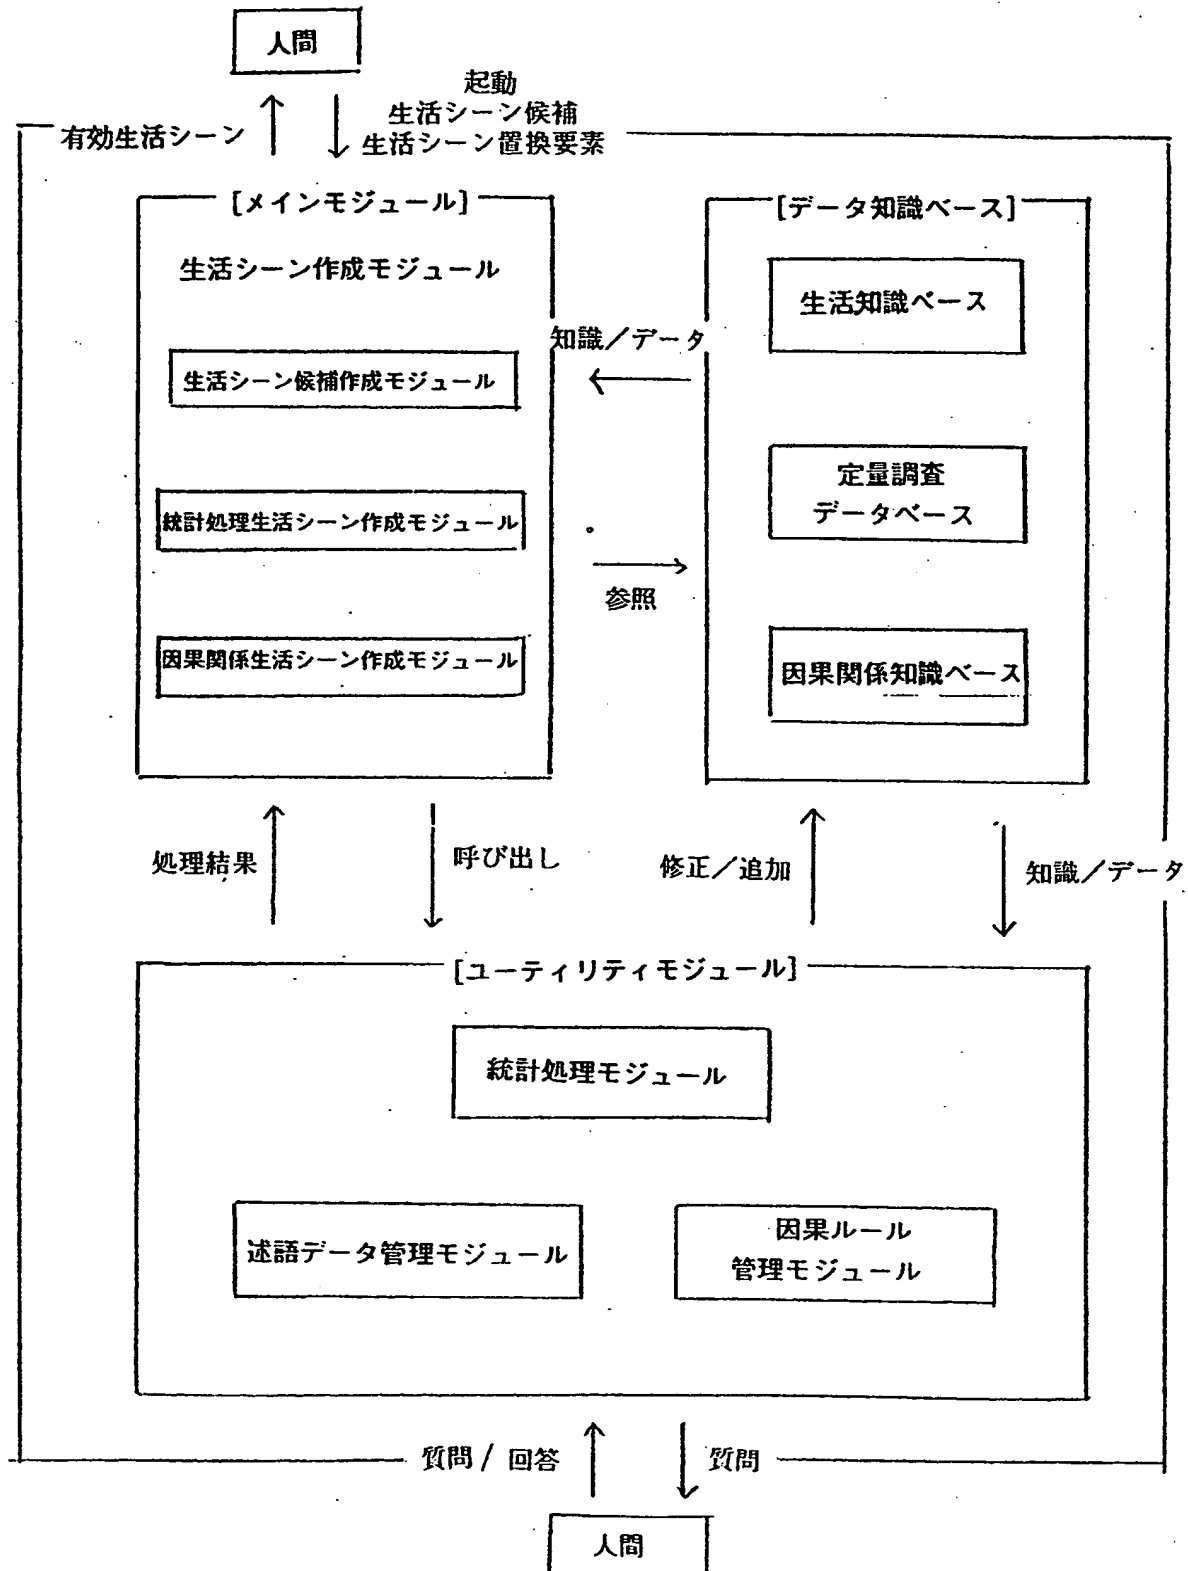 人間
起動
生活シーン候補
生活シーン置換要素
有効生活シーン
[メインモジュール]
生活シーン作成モジュール
生活シーン候補作成モジュール
統計処理生活シーン作成モジュール
因果関係生活シーン作成モジュール
知識／データ
参照
[データ知識ベース]
生活知識ベース
定量調査
データベース
因果関係知識ベース
処理結果
呼び出し
修正／追加
知識／データ
[ユーティリティモジュール]
統計処理モジュール
述語データ管理モジュール
因果ルール
管理モジュール
質問 / 回答
質問
人間